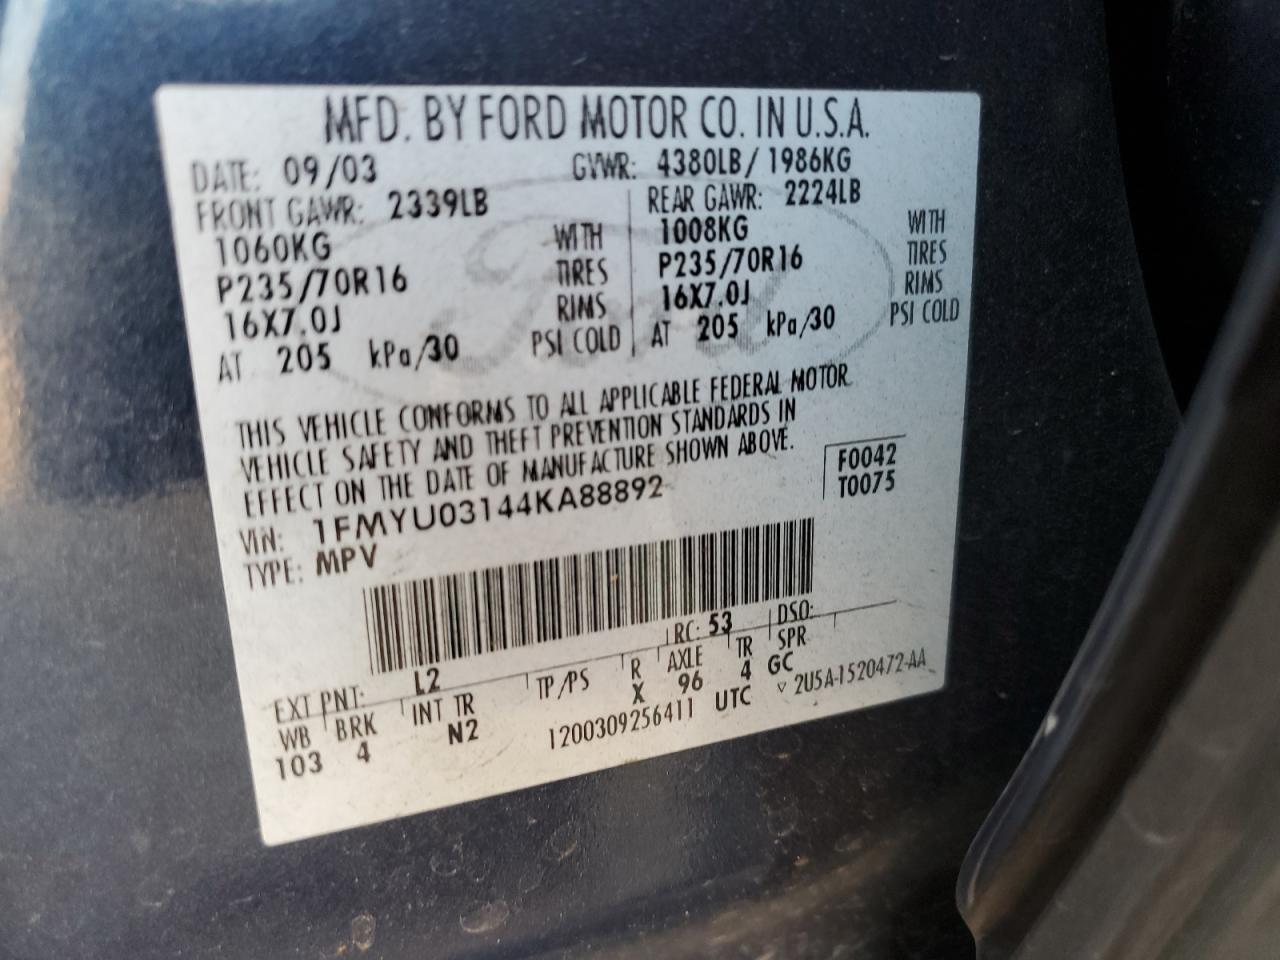 MFD. BY FORD MOTOR CO. IN U.S.A.
DATE: 09/03 GVWR: 4380LB/ 1986KG
FRONT GAWR: 2339LB REAR GAWR: 2224LB
1060KG WITH 1008KG WITH
P235/70R16 TIRES P235/70R16 TIRES
16X7.0J RIMS 16X7.0J RIMS
AT 205 kPa/30 PSI COLD AT 205 kPa/30 PSI COLD
Ford
THIS VEHICLE CONFORMS TO ALL APPLICABLE FEDERAL MOTOR
VEHICLE SAFETY AND THEFT PREVENTION STANDARDS IN
EFFECT ON THE DATE OF MANUFACTURE SHOWN ABOVE.
F0042
T0075
VIN: 1FMYU03144KA88892
TYPE: MPV
EXT PNT: L2 RC: 53 DSO:
WB BRK INT TR TP/PS R AXLE TR SPR
103 4 N2 X 96 4 GC
1200309256411 UTC ▽ 2U5A-1520472-AA